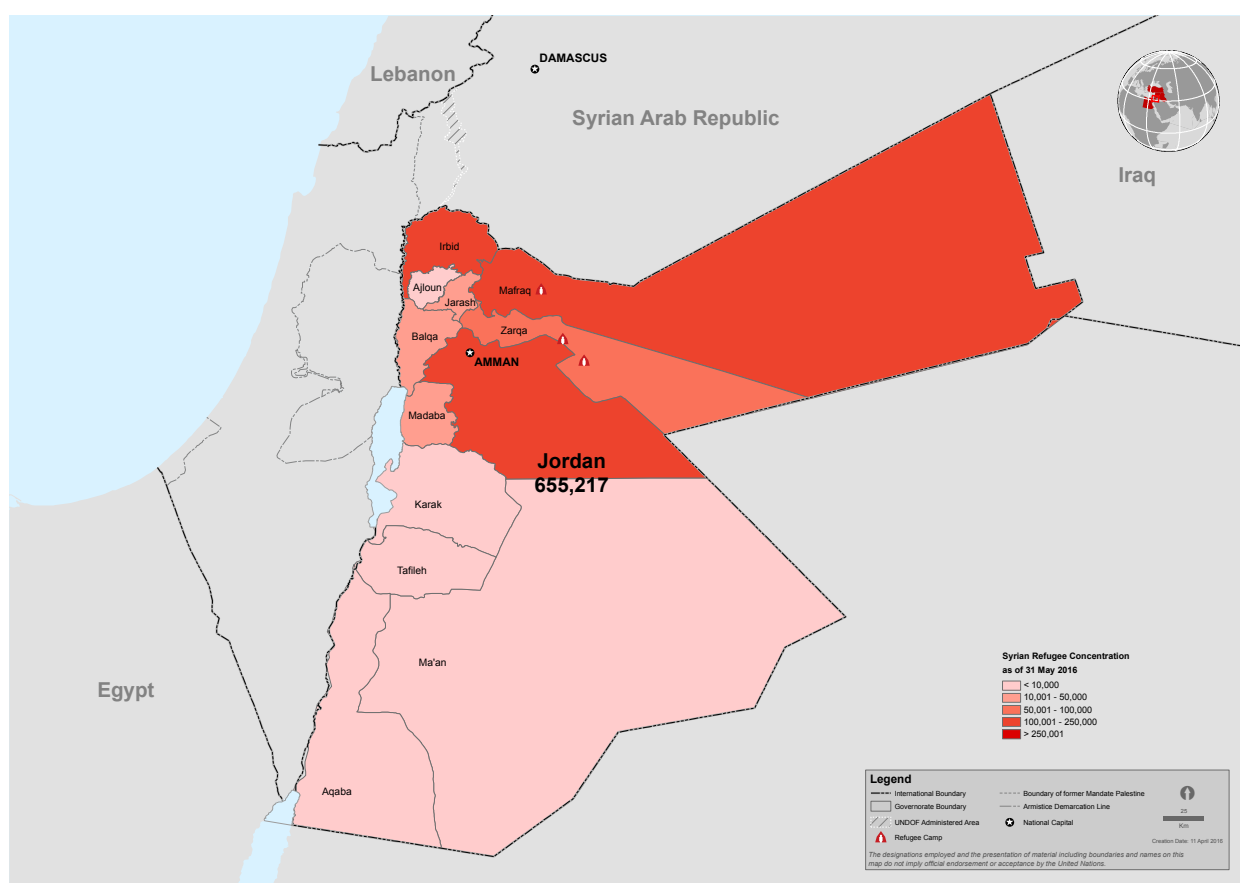 DAMASCUS
Lebanon
Syrian Arab Republic
Iraq
Irbid
Ajloun
Mafraq
Jarash
Zarqa
Balqa
AMMAN
Madaba
Jordan
655,217
Karak
Tafileh
Ma'an
Egypt
Aqaba
Syrian Refugee Concentration
as of 31 May 2016
< 10,000
10,001 - 50,000
50,001 - 100,000
100,001 - 250,000
> 250,001
Legend
International Boundary
Boundary of former Mandate Palestine
Governorate Boundary
Armistice Demarcation Line
UNDOF Administered Area
National Capital
Refugee Camp
25
Km
Creation Date: 11 April 2016
The designations employed and the presentation of material including boundaries and names on this
map do not imply official endorsement or acceptance by the United Nations.